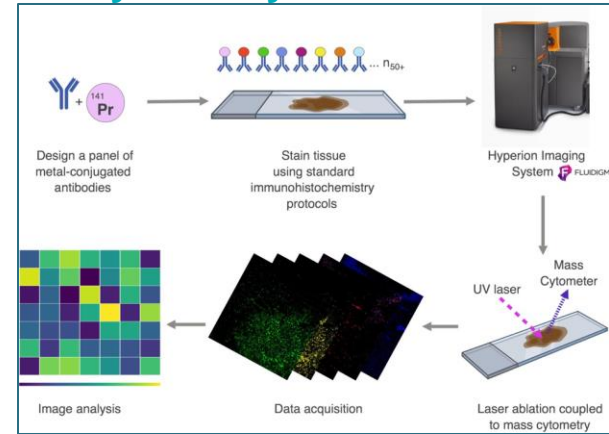 141
Pr
+
... n50+
Design a panel of
metal-conjugated
antibodies
Stain tissue
using standard
immunohistochemistry
protocols
Hyperion Imaging
System FLUIDIGM
Mass
Cytometer
UV laser
Image analysis
Data acquisition
Laser ablation coupled
to mass cytometry